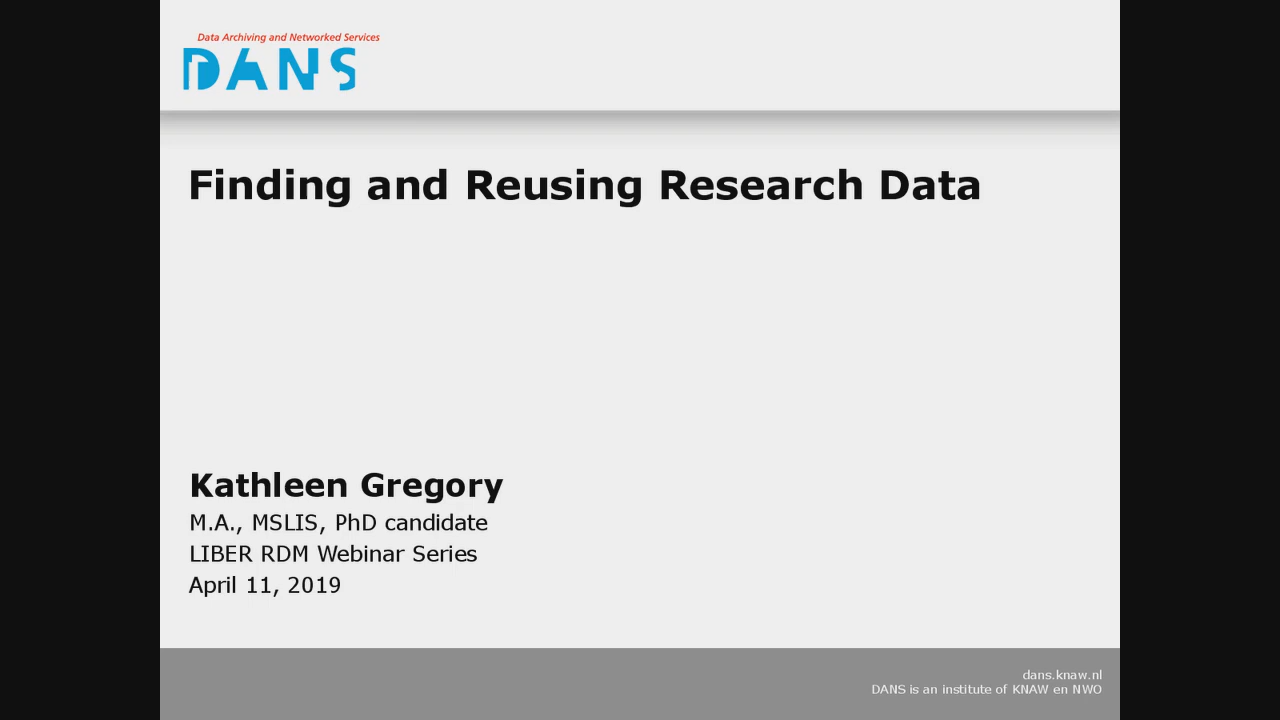 Data Archiving and Networked Services
DANS
Finding and Reusing Research Data
Kathleen Gregory
M.A., MSLIS, PhD candidate
LIBER RDM Webinar Series
April 11, 2019
dans.knaw.nl
DANS is an institute of KNAW en NWO